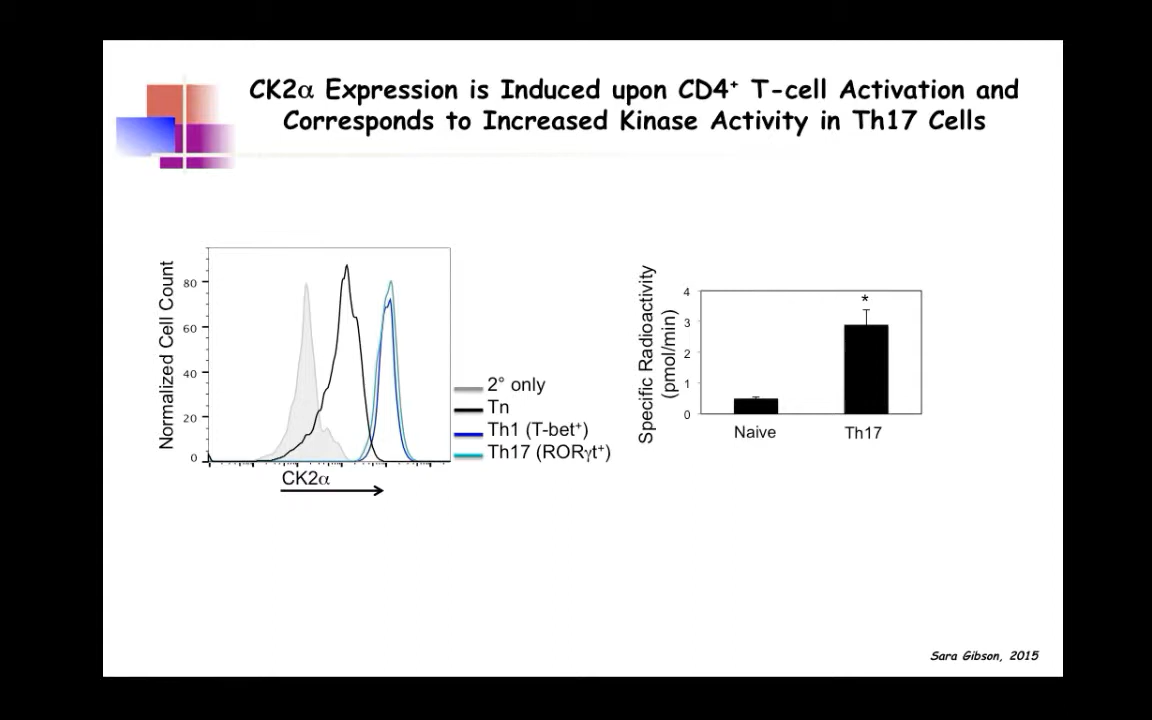 CK2α Expression is Induced upon CD4⁺ T-cell Activation and
Corresponds to Increased Kinase Activity in Th17 Cells
Normalized Cell Count
80
60
40
20
0
CK2α
2° only
Tn
Th1 (T-bet⁺)
Th17 (RORγt⁺)
Specific Radioactivity
(pmol/min)
4
3
2
1
0
*
Naive
Th17
Sara Gibson, 2015